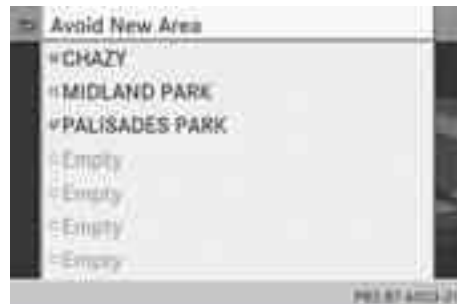 Avoid New Area
CHAZY
MIDLAND PARK
PALISADES PARK
Empty
Empty
Empty
Empty